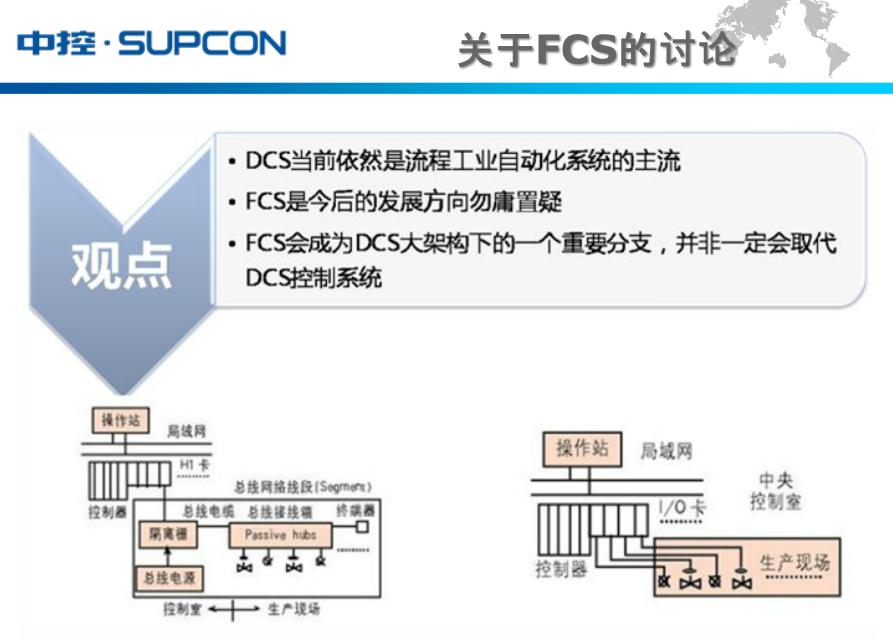 中控·SUPCON
关于FCS的讨论
观点
• DCS当前依然是流程工业自动化系统的主流
• FCS是今后的发展方向勿庸置疑
• FCS会成为DCS大架构下的一个重要分支，并非一定会取代
DCS控制系统
操作站
局域网
H1卡
控制器
总线网络线段(Segment)
总线电缆 总线接线箱 终端器
隔离栅
Passive hubs
总线电源
控制室
生产现场
操作站
局域网
I/O卡
中央
控制室
控制器
生产现场